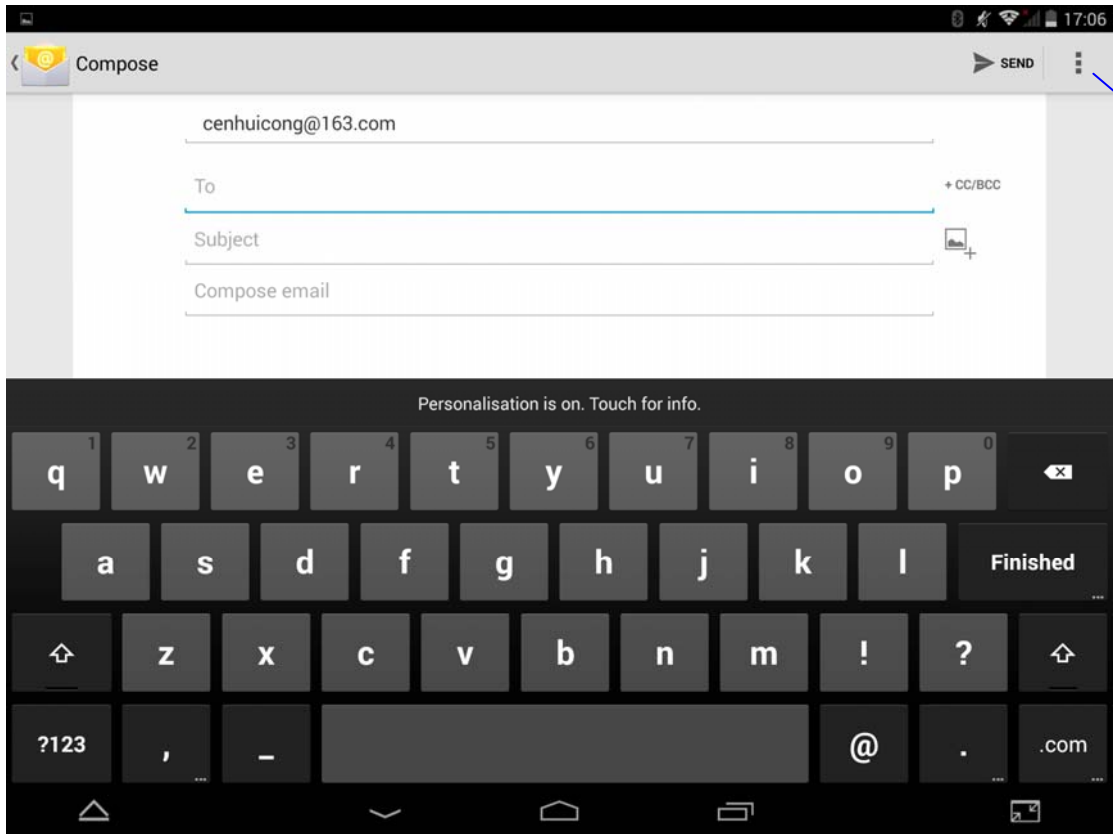 17:06
Compose SEND
cenhuicong@163.com
To + CC/BCC
Subject
Compose email
Personalisation is on. Touch for info.
1 2 3 4 5 6 7 8 9 0
q w e r t y u i o p
a s d f g h j k l Finished
z x c v b n m ! ?
?123 , _ @ . .com